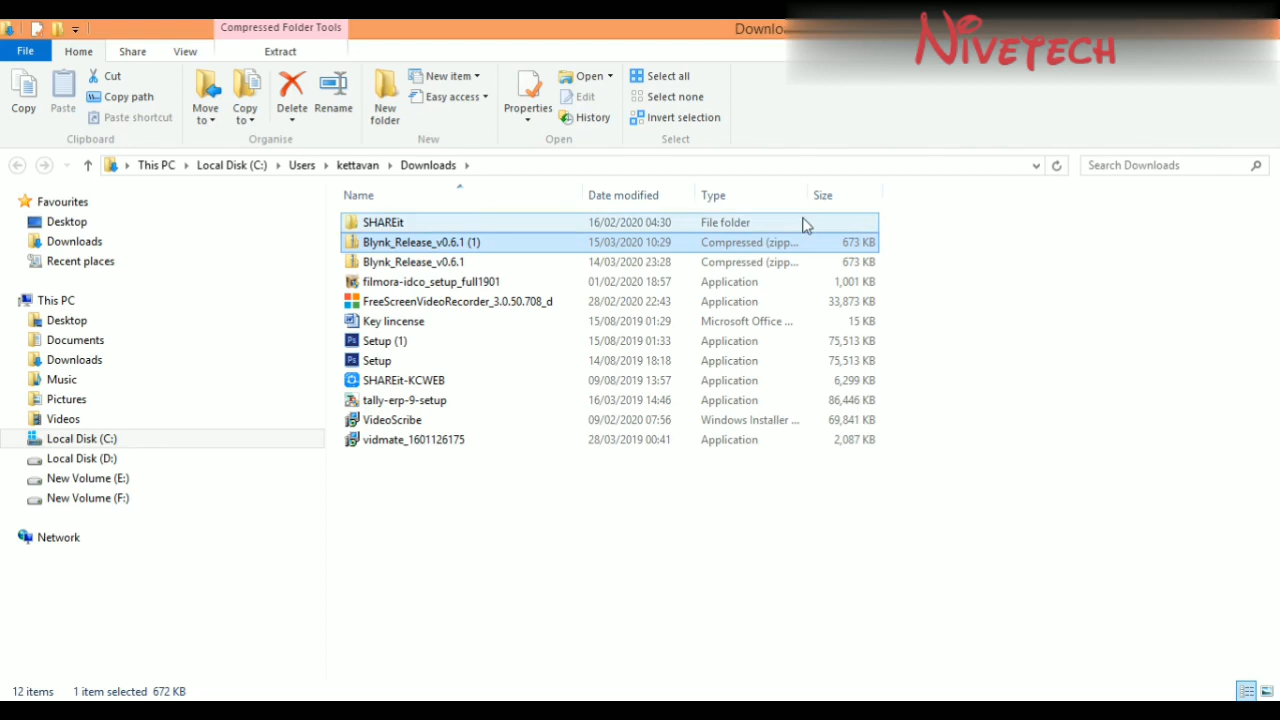 Compressed Folder Tools
Downlo
NIVETECH
File
Home
Share
View
Extract
Copy
Paste
Cut
Copy path
Paste shortcut
Move to
Copy to
Delete
Rename
New folder
New item
Easy access
Properties
Open
Edit
History
Select all
Select none
Invert selection
Clipboard
Organise
New
Open
Select
This PC
Local Disk (C:)
Users
kettavan
Downloads
Search Downloads
Favourites
Desktop
Downloads
Recent places
This PC
Desktop
Documents
Downloads
Music
Pictures
Videos
Local Disk (C:)
Local Disk (D:)
New Volume (E:)
New Volume (F:)
Network
Name Date modified Type Size
SHAREit 16/02/2020 04:30 File folder
Blynk_Release_v0.6.1 (1) 15/03/2020 10:29 Compressed (zipp... 673 KB
Blynk_Release_v0.6.1 14/03/2020 23:28 Compressed (zipp... 673 KB
filmora-idco_setup_full1901 01/02/2020 18:57 Application 1,001 KB
FreeScreenVideoRecorder_3.0.50.708_d 28/02/2020 22:43 Application 33,873 KB
Key lincense 15/08/2019 01:29 Microsoft Office ... 15 KB
Setup (1) 15/08/2019 01:33 Application 75,513 KB
Setup 14/08/2019 18:18 Application 75,513 KB
SHAREit-KCWEB 09/08/2019 13:57 Application 6,299 KB
tally-erp-9-setup 16/03/2019 14:46 Application 86,446 KB
VideoScribe 09/02/2020 07:56 Windows Installer ... 69,841 KB
vidmate_1601126175 28/03/2019 00:41 Application 2,087 KB
12 items 1 item selected 672 KB